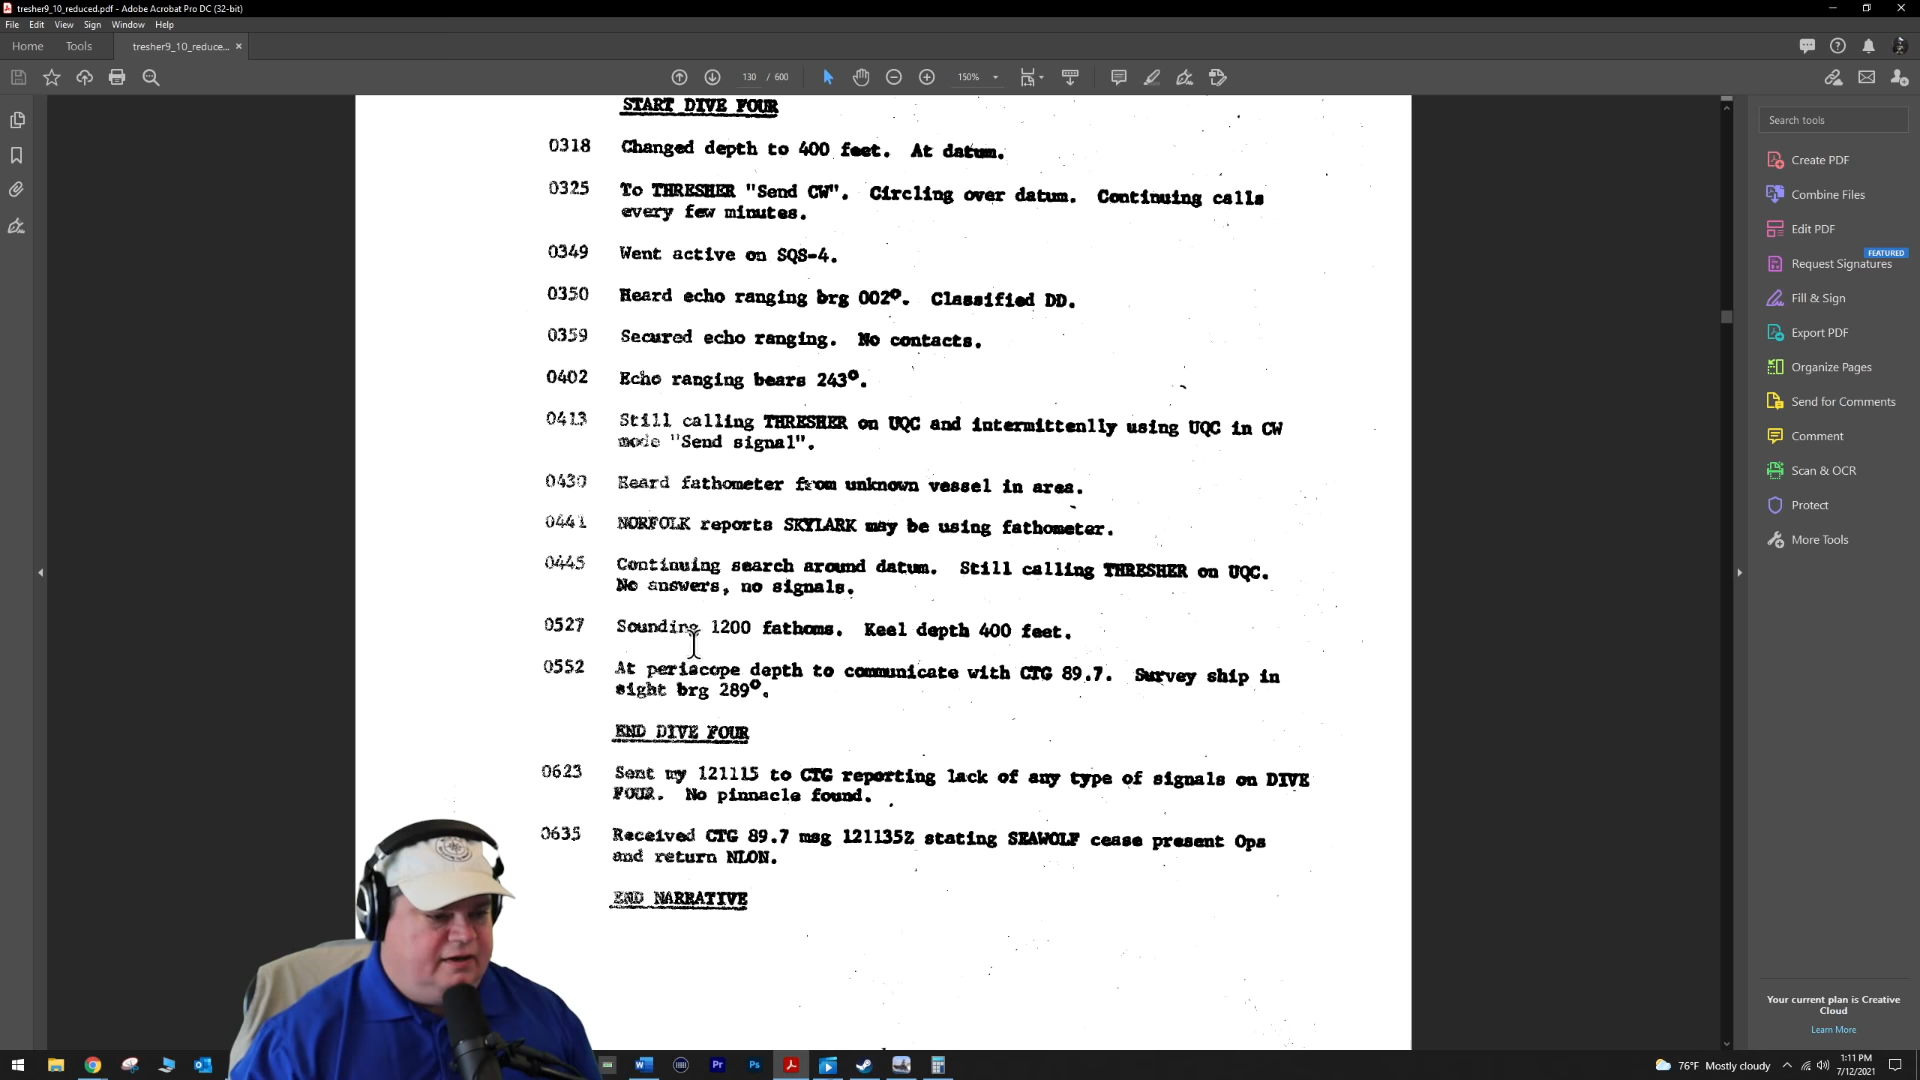 tresher9_10_reduced.pdf - Adobe Acrobat Pro DC (32-bit)
File Edit View Sign Window Help
Home Tools tresher9_10_reduce... ×
130 / 600 150%
START DIVE FOUR
0318 Changed depth to 400 feet. At datum.
0325 To THRESHER "Send CW". Circling over datum. Continuing calls
every few minutes.
0349 Went active on SQS-4.
0350 Heard echo ranging brg 002°. Classified DD.
0359 Secured echo ranging. No contacts.
0402 Echo ranging bears 243°.
0413 Still calling THRESHER on UQC and intermittenlly using UQC in CW
mode "Send signal".
0430 Heard fathometer from unknown vessel in area.
0441 NORFOLK reports SKYLARK may be using fathometer.
0445 Continuing search around datum. Still calling THRESHER on UQC.
No answers, no signals.
0527 Sounding 1200 fathoms. Keel depth 400 feet.
0552 At periscope depth to communicate with CTG 89.7. Survey ship in
sight brg 289°.
END DIVE FOUR
0623 Sent my 121115 to CTG reporting lack of any type of signals on DIVE
FOUR. No pinnacle found.
0635 Received CTG 89.7 msg 121135Z stating SEAWOLF cease present Ops
and return NLON.
END NARRATIVE
Search tools
Create PDF
Combine Files
Edit PDF
FEATURED
Request Signatures
Fill & Sign
Export PDF
Organize Pages
Send for Comments
Comment
Scan & OCR
Protect
More Tools
Your current plan is Creative
Cloud
Learn More
76°F Mostly cloudy
1:11 PM
7/12/2021